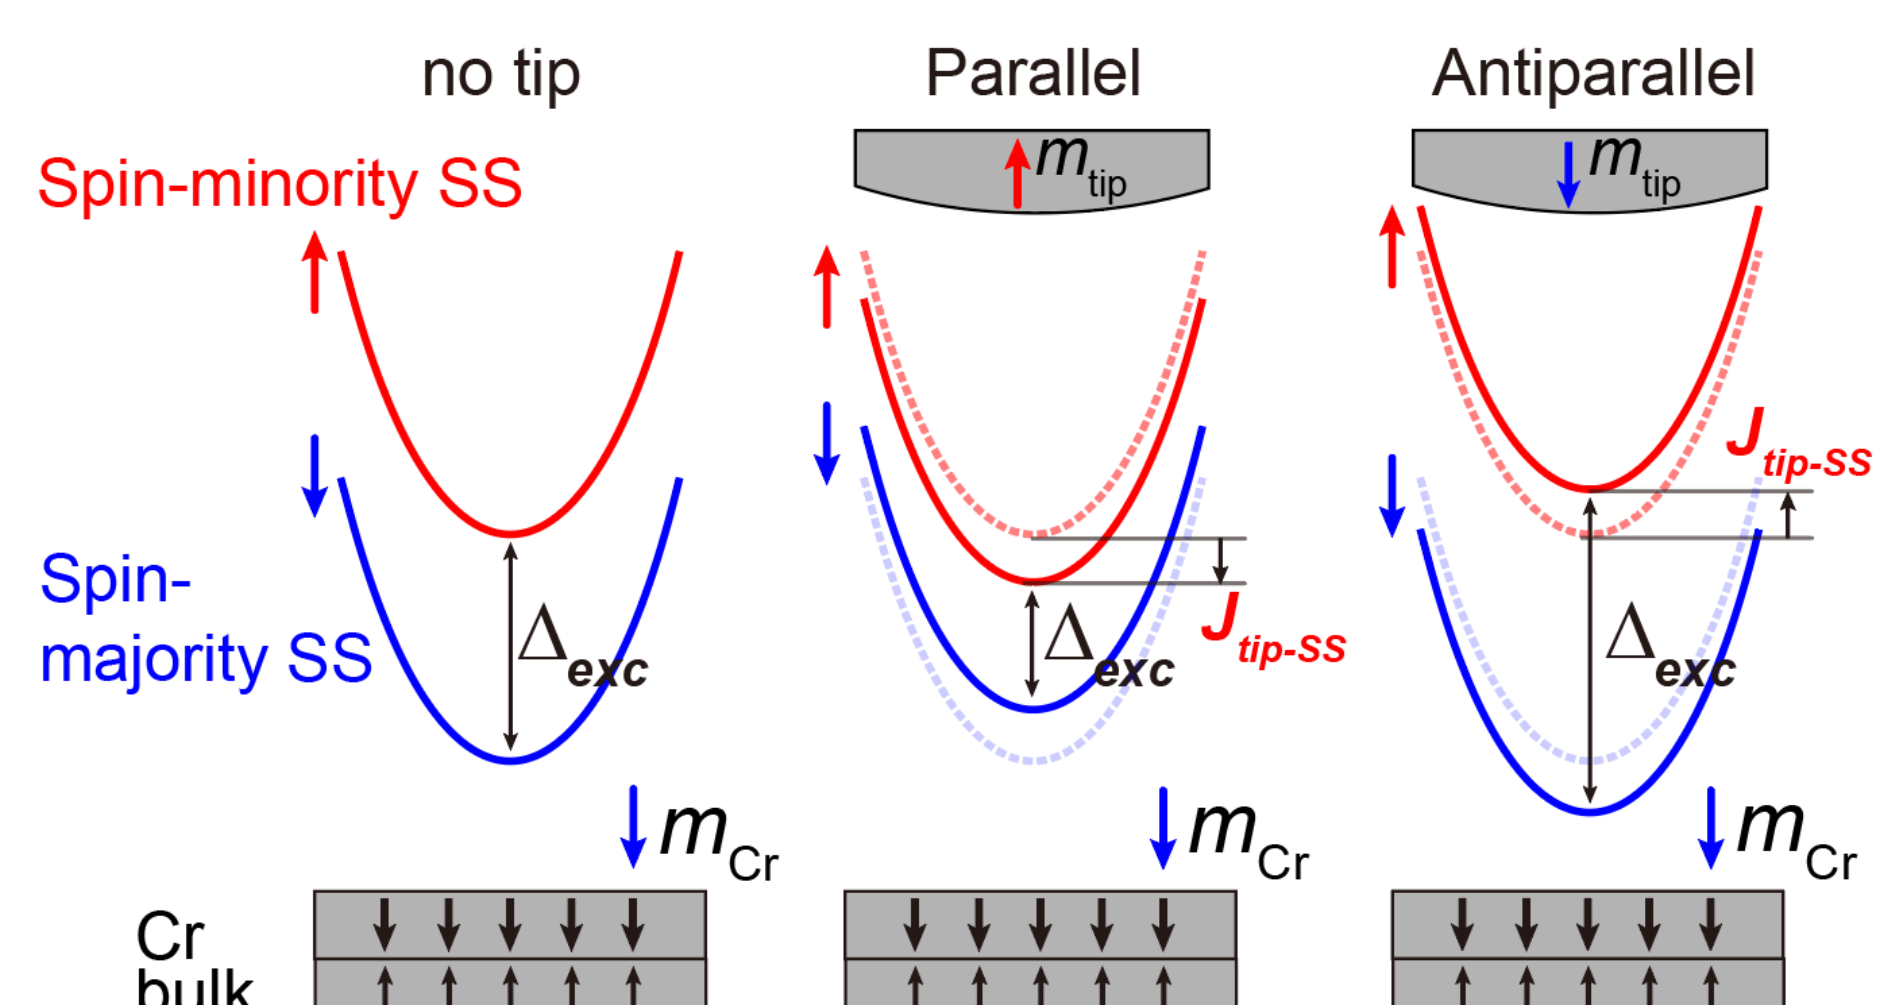 no tip
Parallel
Antiparallel
m_tip
m_tip
Spin-minority SS
J_tip-SS
Spin-
majority SS
Δ_exc
Δ_exc
J_tip-SS
Δ_exc
m_Cr
m_Cr
m_Cr
Cr
bulk